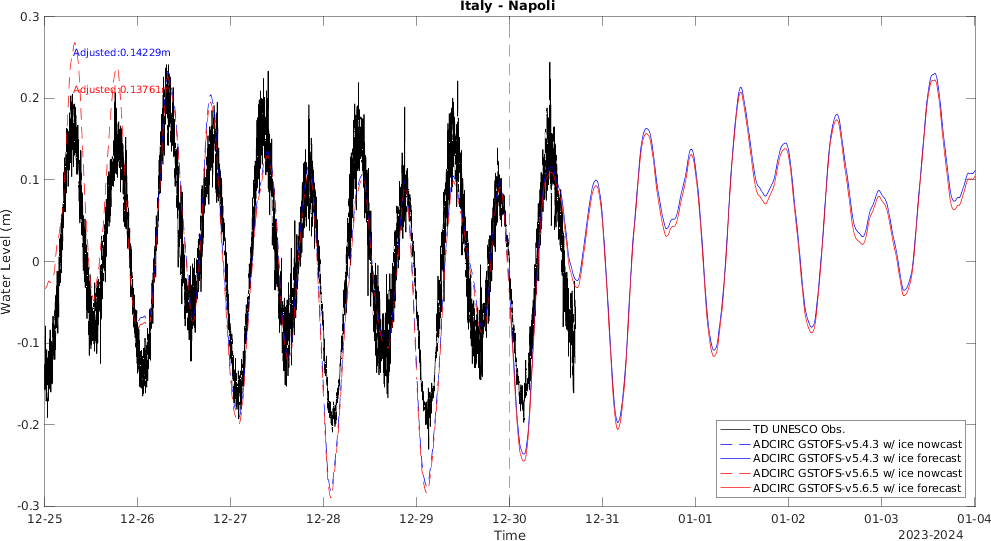 Italy - Napoli
0.3
0.2
0.1
0
-0.1
-0.2
-0.3
Water Level (m)
Adjusted:0.14229m
Adjusted:0.13761m
TD UNESCO Obs.
ADCIRC GSTOFS-v5.4.3 w/ ice nowcast
ADCIRC GSTOFS-v5.4.3 w/ ice forecast
ADCIRC GSTOFS-v5.6.5 w/ ice nowcast
ADCIRC GSTOFS-v5.6.5 w/ ice forecast
12-25 12-26 12-27 12-28 12-29 12-30 12-31 01-01 01-02 01-03 01-04
Time
2023-2024